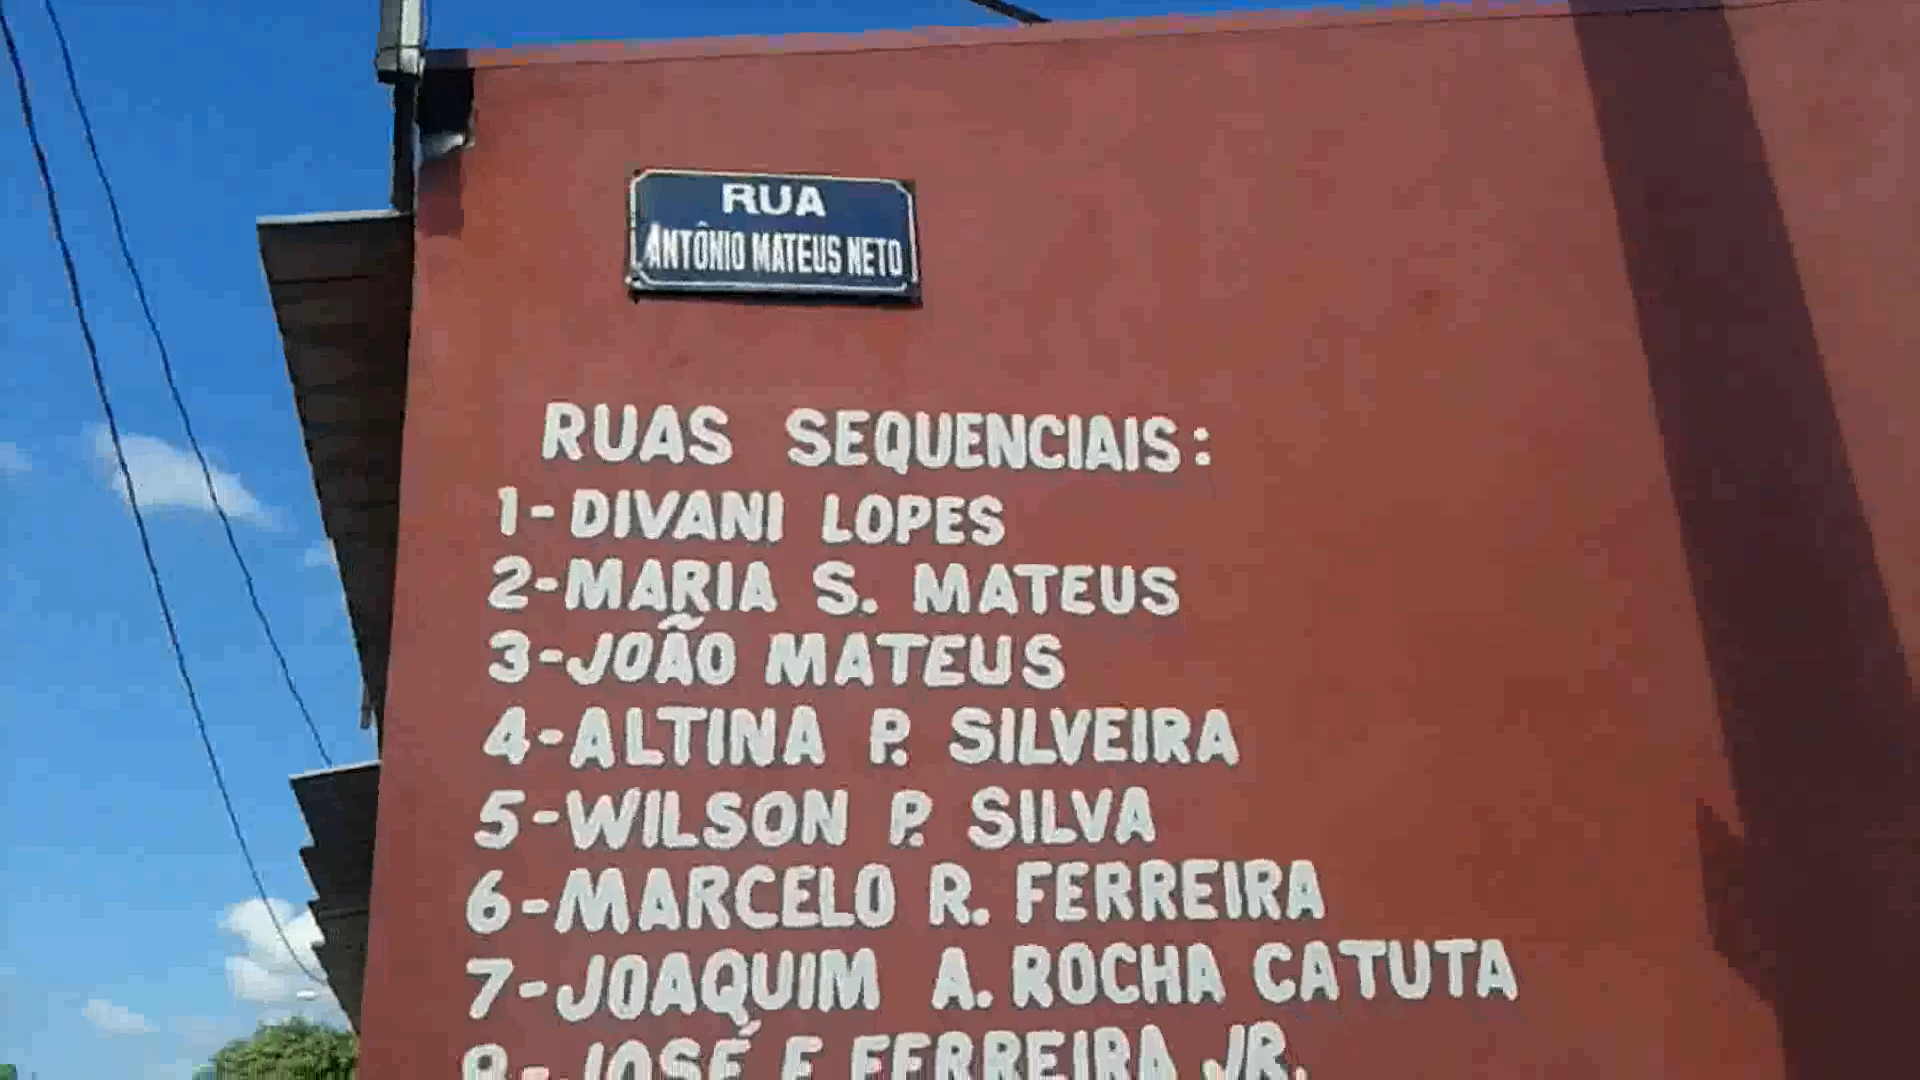 RUA
ANTÔNIO MATEUS NETO
RUAS SEQUENCIAIS:
1-DIVANI LOPES
2-MARIA S. MATEUS
3-JOÃO MATEUS
4-ALTINA P. SILVEIRA
5-WILSON P. SILVA
6-MARCELO R. FERREIRA
7-JOAQUIM A. ROCHA CATUTA
8-JOSÉ F FERREIRA JR.